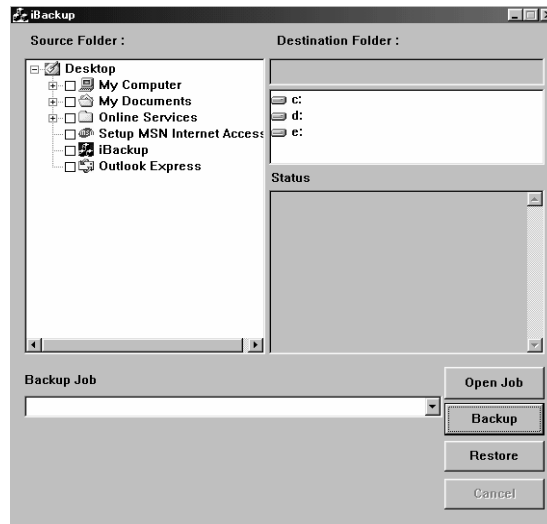 iBackup
Source Folder :
Desktop
My Computer
My Documents
Online Services
Setup MSN Internet Access
iBackup
Outlook Express
Destination Folder :
c:
d:
e:
Status
Backup Job
Open Job
Backup
Restore
Cancel